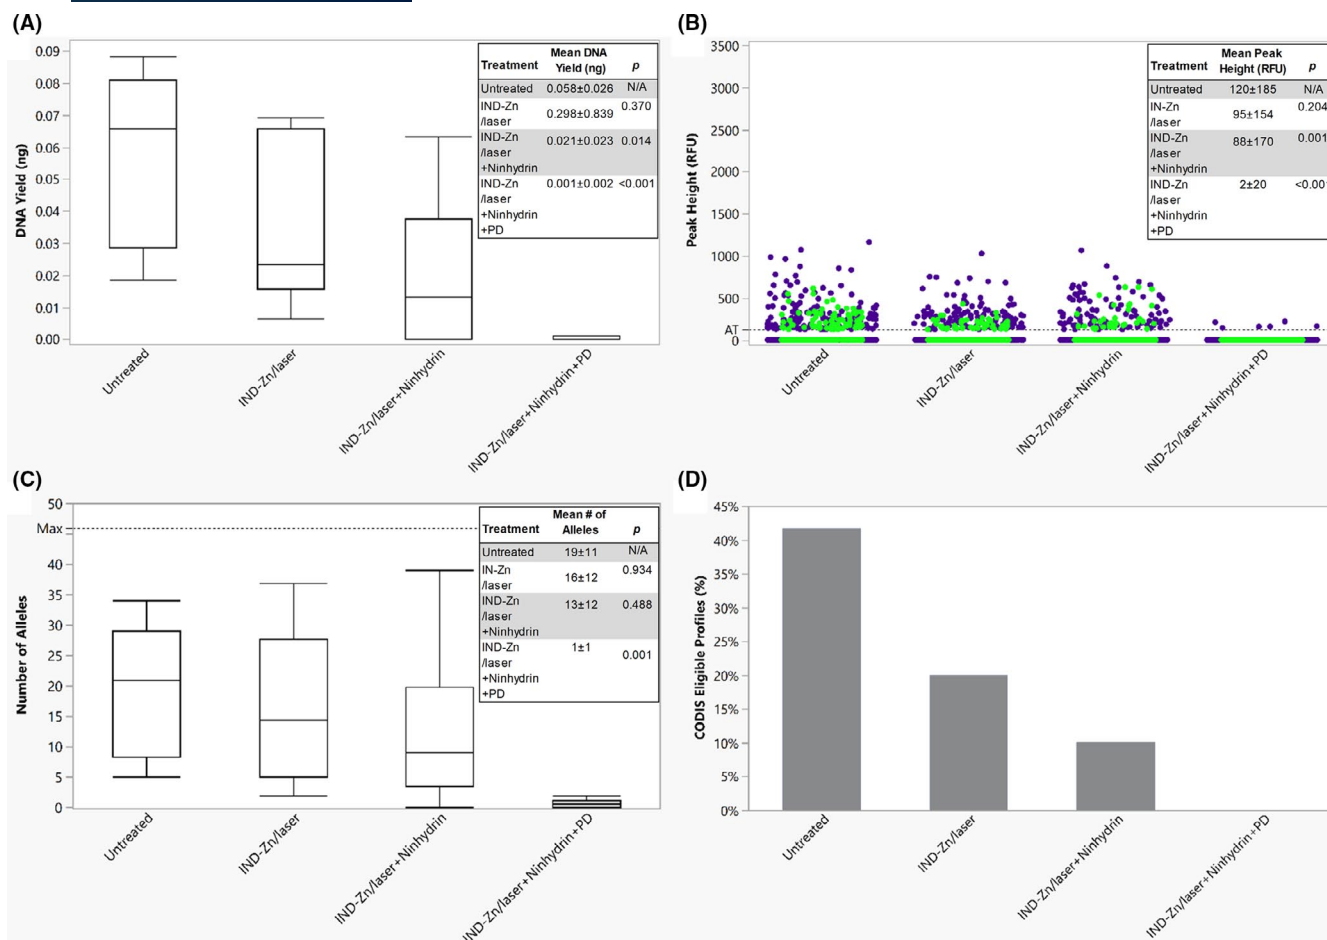 (A)
0.09
0.08
0.07
0.06
0.05
0.04
0.03
0.02
0.01
0.00
DNA Yield (ng)
Treatment Mean DNA Yield (ng) p
Untreated 0.058±0.026 N/A
IND-Zn /laser 0.298±0.839 0.370
IND-Zn /laser +Ninhydrin 0.021±0.023 0.014
IND-Zn /laser +Ninhydrin +PD 0.001±0.002 <0.001
Untreated
IND-Zn/laser
IND-Zn/laser+Ninhydrin
IND-Zn/laser+Ninhydrin+PD
(B)
3500
3000
2500
2000
1500
1000
500
AT
0
Peak Height (RFU)
Treatment Mean Peak Height (RFU) p
Untreated 120±185 N/A
IN-Zn /laser 95±154 0.204
IND-Zn /laser +Ninhydrin 88±170 0.001
IND-Zn /laser +Ninhydrin +PD 2±20 <0.001
Untreated
IND-Zn/laser
IND-Zn/laser+Ninhydrin
IND-Zn/laser+Ninhydrin+PD
(C)
50
Max
40
35
30
25
20
15
10
5
0
Number of Alleles
Treatment Mean # of Alleles p
Untreated 19±11 N/A
IN-Zn /laser 16±12 0.934
IND-Zn /laser +Ninhydrin 13±12 0.488
IND-Zn /laser +Ninhydrin +PD 1±1 0.001
Untreated
IND-Zn/laser
IND-Zn/laser+Ninhydrin
IND-Zn/laser+Ninhydrin+PD
(D)
45%
40%
35%
30%
25%
20%
15%
10%
5%
0%
CODIS Eligible Profiles (%)
Untreated
IND-Zn/laser
IND-Zn/laser+Ninhydrin
IND-Zn/laser+Ninhydrin+PD